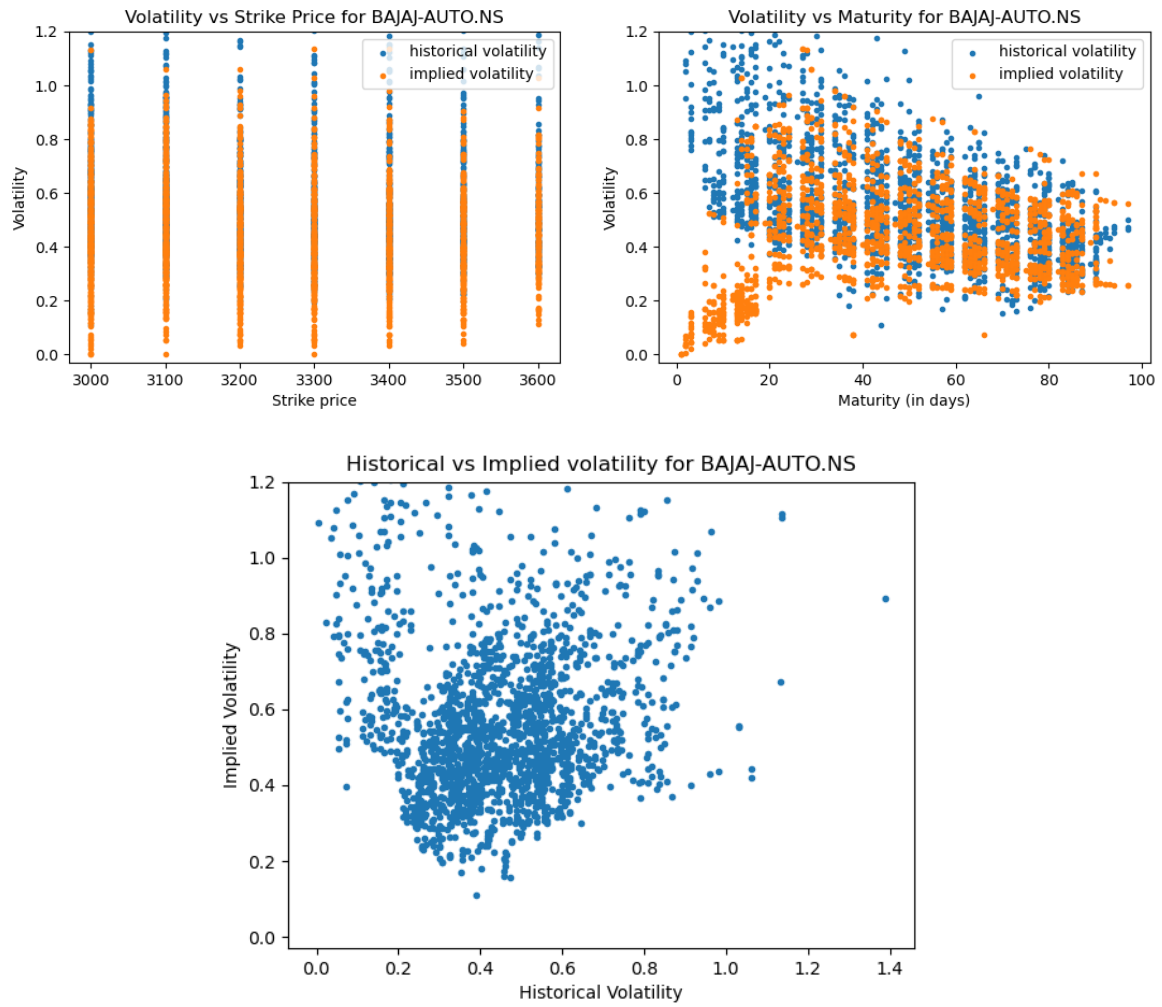 Volatility vs Strike Price for BAJAJ-AUTO.NS
historical volatility
implied volatility
1.2
1.0
0.8
0.6
0.4
0.2
0.0
Volatility
3000 3100 3200 3300 3400 3500 3600
Strike price
Volatility vs Maturity for BAJAJ-AUTO.NS
historical volatility
implied volatility
1.2
1.0
0.8
0.6
0.4
0.2
0.0
Volatility
0 20 40 60 80 100
Maturity (in days)
Historical vs Implied volatility for BAJAJ-AUTO.NS
1.2
1.0
0.8
0.6
0.4
0.2
0.0
Implied Volatility
0.0 0.2 0.4 0.6 0.8 1.0 1.2 1.4
Historical Volatility